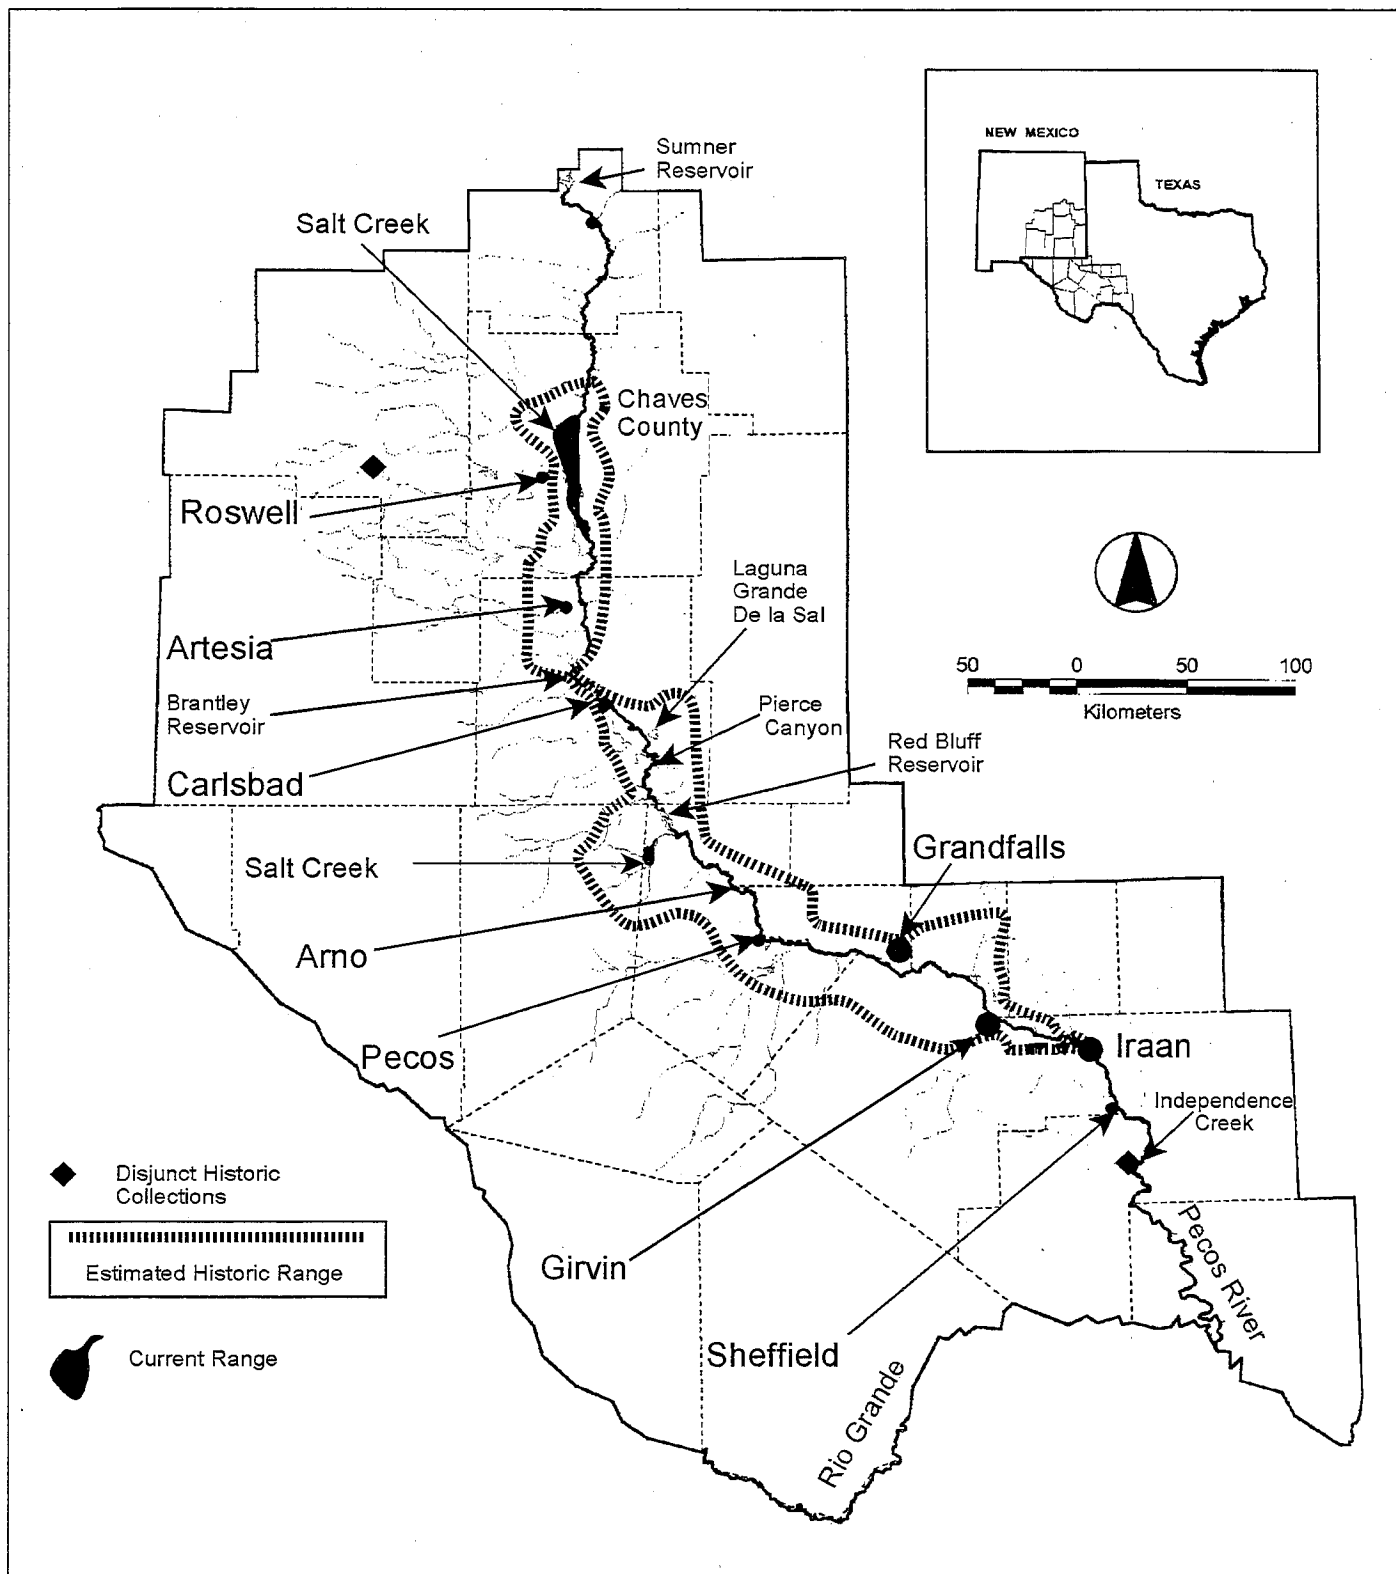 NEW MEXICO
TEXAS
Sumner
Reservoir
Salt Creek
Chaves
County
Roswell
Laguna
Grande
De la Sal
Artesia
50 0 50 100
Kilometers
Brantley
Reservoir
Pierce
Canyon
Red Bluff
Reservoir
Carlsbad
Grandfalls
Salt Creek
Arno
Pecos
Iraan
Independence
Creek
Disjunct Historic
Collections
Estimated Historic Range
Girvin
Pecos River
Sheffield
Current Range
Rio Grande